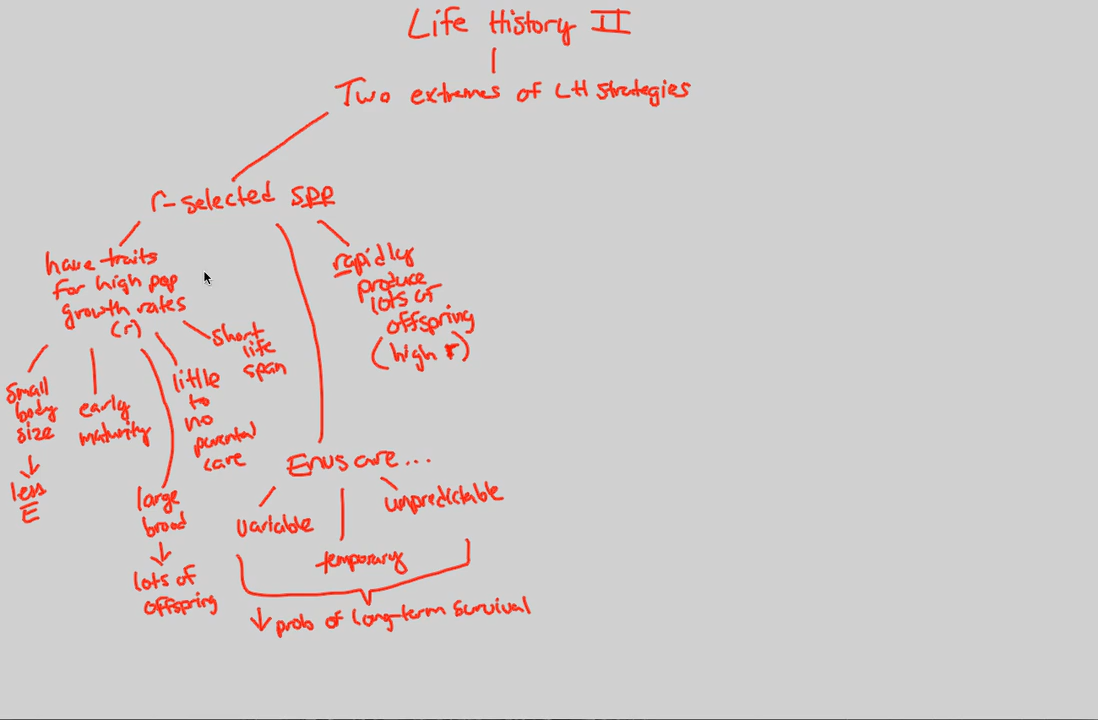 Life History II
Two extremes of LH strategies
r-selected spp
have traits
for high pop
growth rates
(r)
small
body
size
less
E
early
maturity
large
brood
lots of
offspring
little
to
no
parental
care
short
life
span
Envs are...
variable
temporary
unpredictable
↓ prob of long-term survival
rapidly
produce
lots of
offspring
(high r)